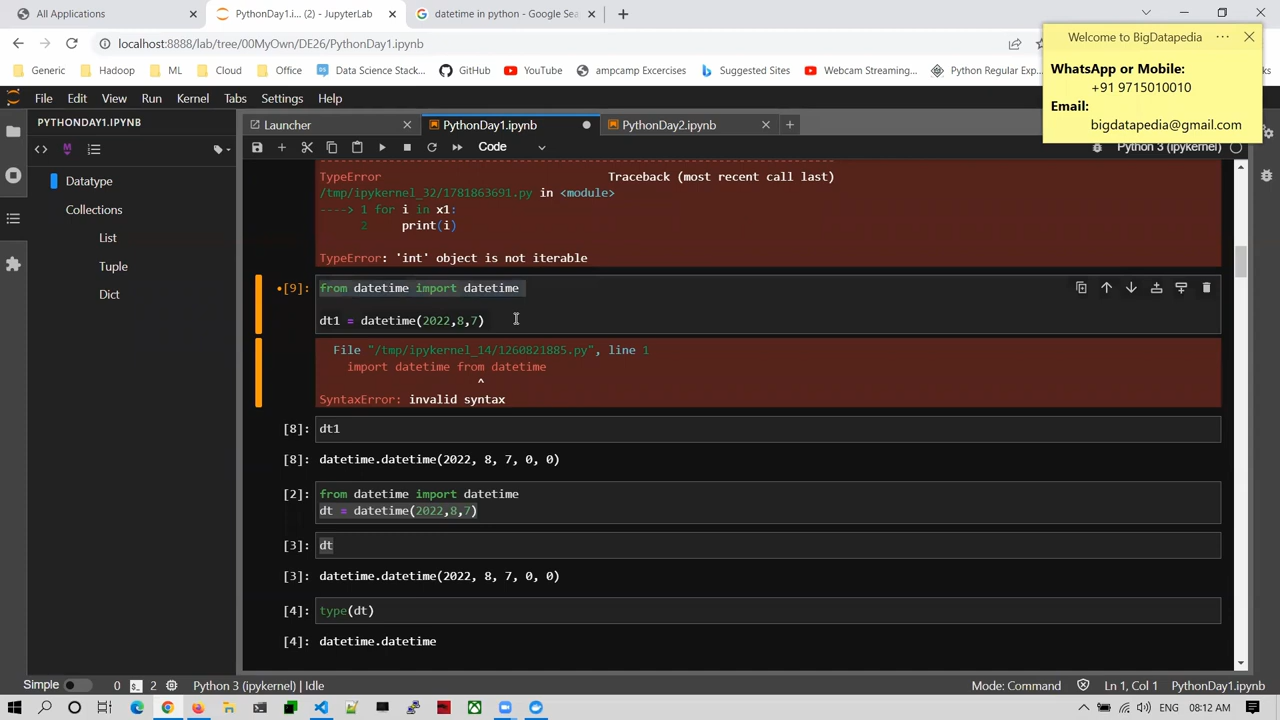 All Applications
PythonDay1.i... (2) - JupyterLab
datetime in python - Google Sea
localhost:8888/lab/tree/00MyOwn/DE26/PythonDay1.ipynb
Generic
Hadoop
ML
Cloud
Office
Data Science Stack...
GitHub
YouTube
ampcamp Excercises
Suggested Sites
Webcam Streaming...
Python Regular Exp...
Welcome to BigDatapedia ...
WhatsApp or Mobile:
+91 9715010010
Email:
bigdatapedia@gmail.com
File Edit View Run Kernel Tabs Settings Help
PYTHONDAY1.IPYNB
Datatype
Collections
List
Tuple
Dict
Launcher
PythonDay1.ipynb
PythonDay2.ipynb
Code
Python 3 (ipykernel)
--------------------------------------------------------------------------
TypeError Traceback (most recent call last)
/tmp/ipykernel_32/1781863691.py in <module>
----> 1 for i in x1:
2 print(i)
TypeError: 'int' object is not iterable
[9]: from datetime import datetime
dt1 = datetime(2022,8,7)
File "/tmp/ipykernel_14/1260821885.py", line 1
import datetime from datetime
^
SyntaxError: invalid syntax
[8]: dt1
[8]: datetime.datetime(2022, 8, 7, 0, 0)
[2]: from datetime import datetime
dt = datetime(2022,8,7)
[3]: dt
[3]: datetime.datetime(2022, 8, 7, 0, 0)
[4]: type(dt)
[4]: datetime.datetime
Simple 0 2 Python 3 (ipykernel) | Idle
Mode: Command Ln 1, Col 1 PythonDay1.ipynb
ENG 08:12 AM